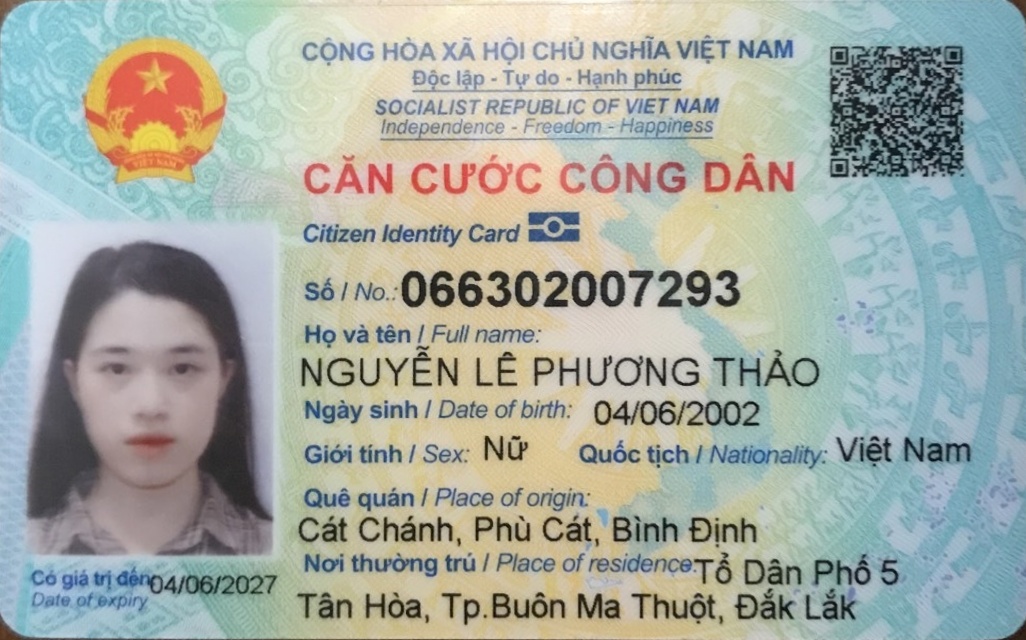 CỘNG HÒA XÃ HỘI CHỦ NGHĨA VIỆT NAM
Độc lập - Tự do - Hạnh phúc
SOCIALIST REPUBLIC OF VIET NAM
Independence - Freedom - Happiness
CĂN CƯỚC CÔNG DÂN
Citizen Identity Card
Số / No.: 066302007293
Họ và tên / Full name:
NGUYỄN LÊ PHƯƠNG THẢO
Ngày sinh / Date of birth: 04/06/2002
Giới tính / Sex: Nữ Quốc tịch / Nationality: Việt Nam
Quê quán / Place of origin:
Cát Chánh, Phù Cát, Bình Định
Nơi thường trú / Place of residence: Tổ Dân Phố 5
Tân Hòa, Tp.Buôn Ma Thuột, Đắk Lắk
Có giá trị đến 04/06/2027
Date of expiry
VIỆT NAM